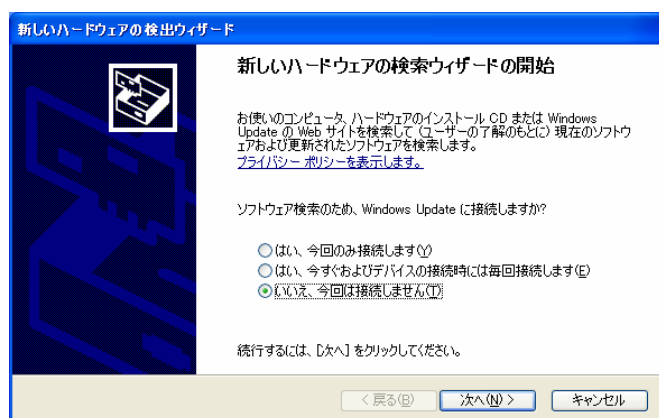 新しいハードウェアの検出ウィザード
新しいハードウェアの検索ウィザードの開始
お使いのコンピュータ、ハードウェアのインストール CD または Windows
Update の Web サイトを検索して (ユーザーの了解のもとに) 現在のソフトウ
ェアおよび更新されたソフトウェアを検索します。
プライバシー ポリシーを表示します。
ソフトウェア検索のため、Windows Update に接続しますか?
はい、今回のみ接続します(Y)
はい、今すぐおよびデバイスの接続時には毎回接続します(E)
いいえ、今回は接続しません(T)
続行するには、[次へ] をクリックしてください。
< 戻る(B) 次へ(N) > キャンセル